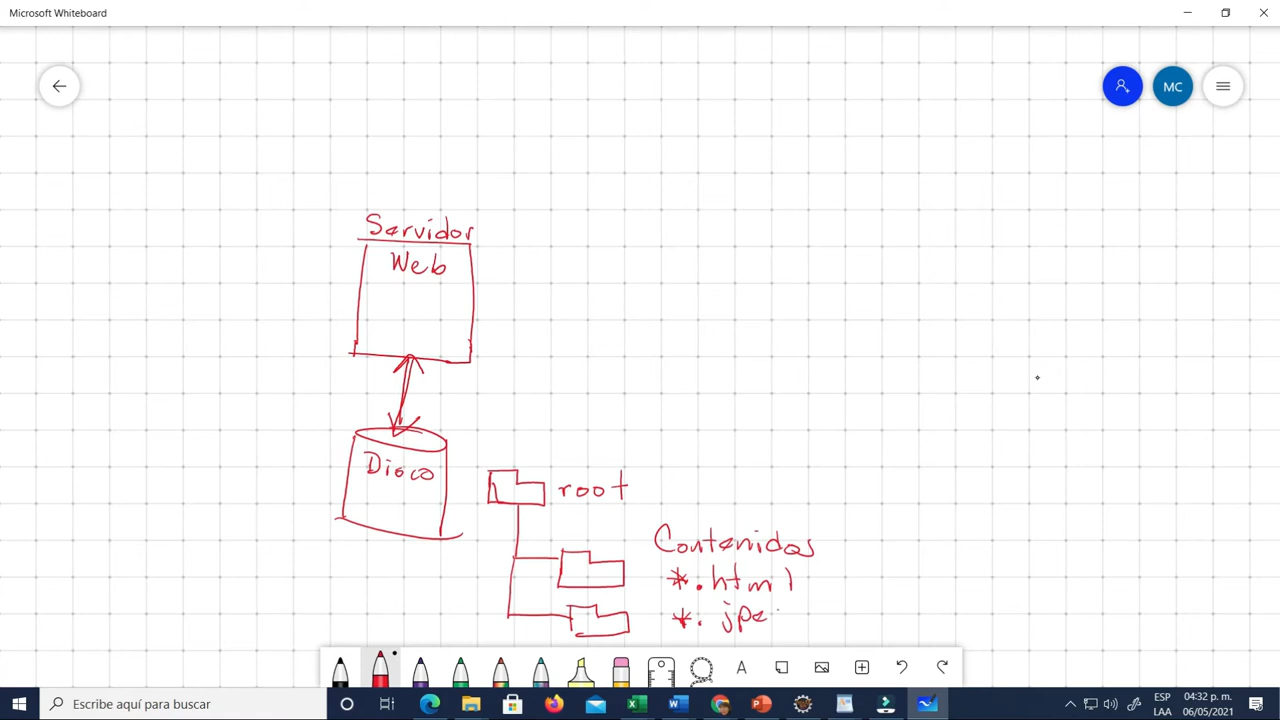 Microsoft Whiteboard
MC
Servidor
Web
Disco
root
Contenidos
*.html
*.jpe
A
Escribe aquí para buscar
ESP
LAA
04:32 p. m.
06/05/2021